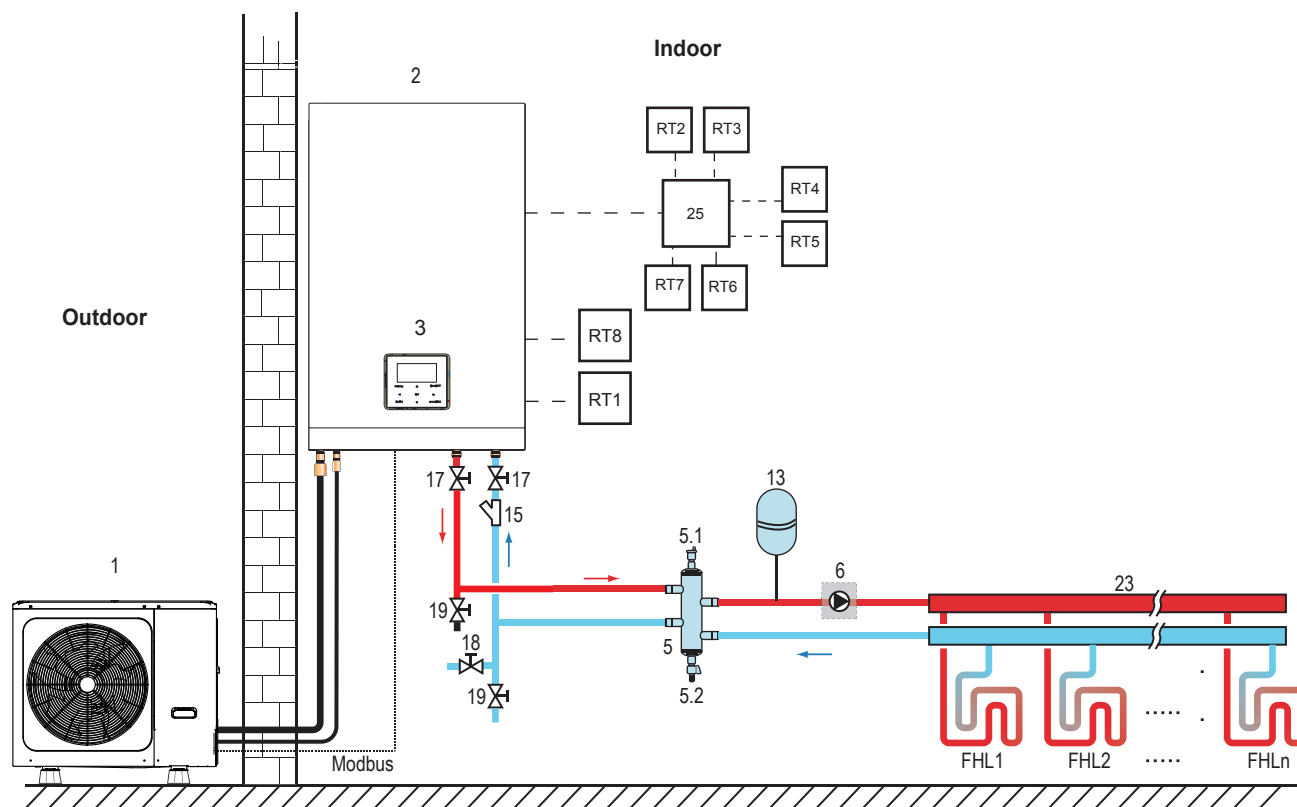 Indoor
2
RT2
RT3
RT4
25
RT5
RT7
RT6
Outdoor
3
RT8
RT1
17
17
13
15
5.1
1
6
23
19
5
18
19
5.2
.....
.....
Modbus
FHL1
FHL2
FHLn